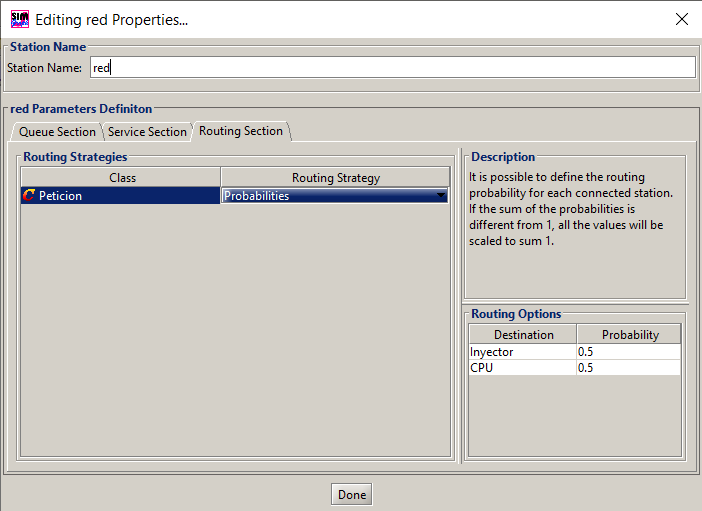 Editing red Properties...
Station Name
Station Name: red
red Parameters Definiton
Queue Section Service Section Routing Section
Routing Strategies
Class Routing Strategy
Peticion Probabilities
Description
It is possible to define the routing
probability for each connected station.
If the sum of the probabilities is
different from 1, all the values will be
scaled to sum 1.
Routing Options
Destination Probability
Inyector 0.5
CPU 0.5
Done